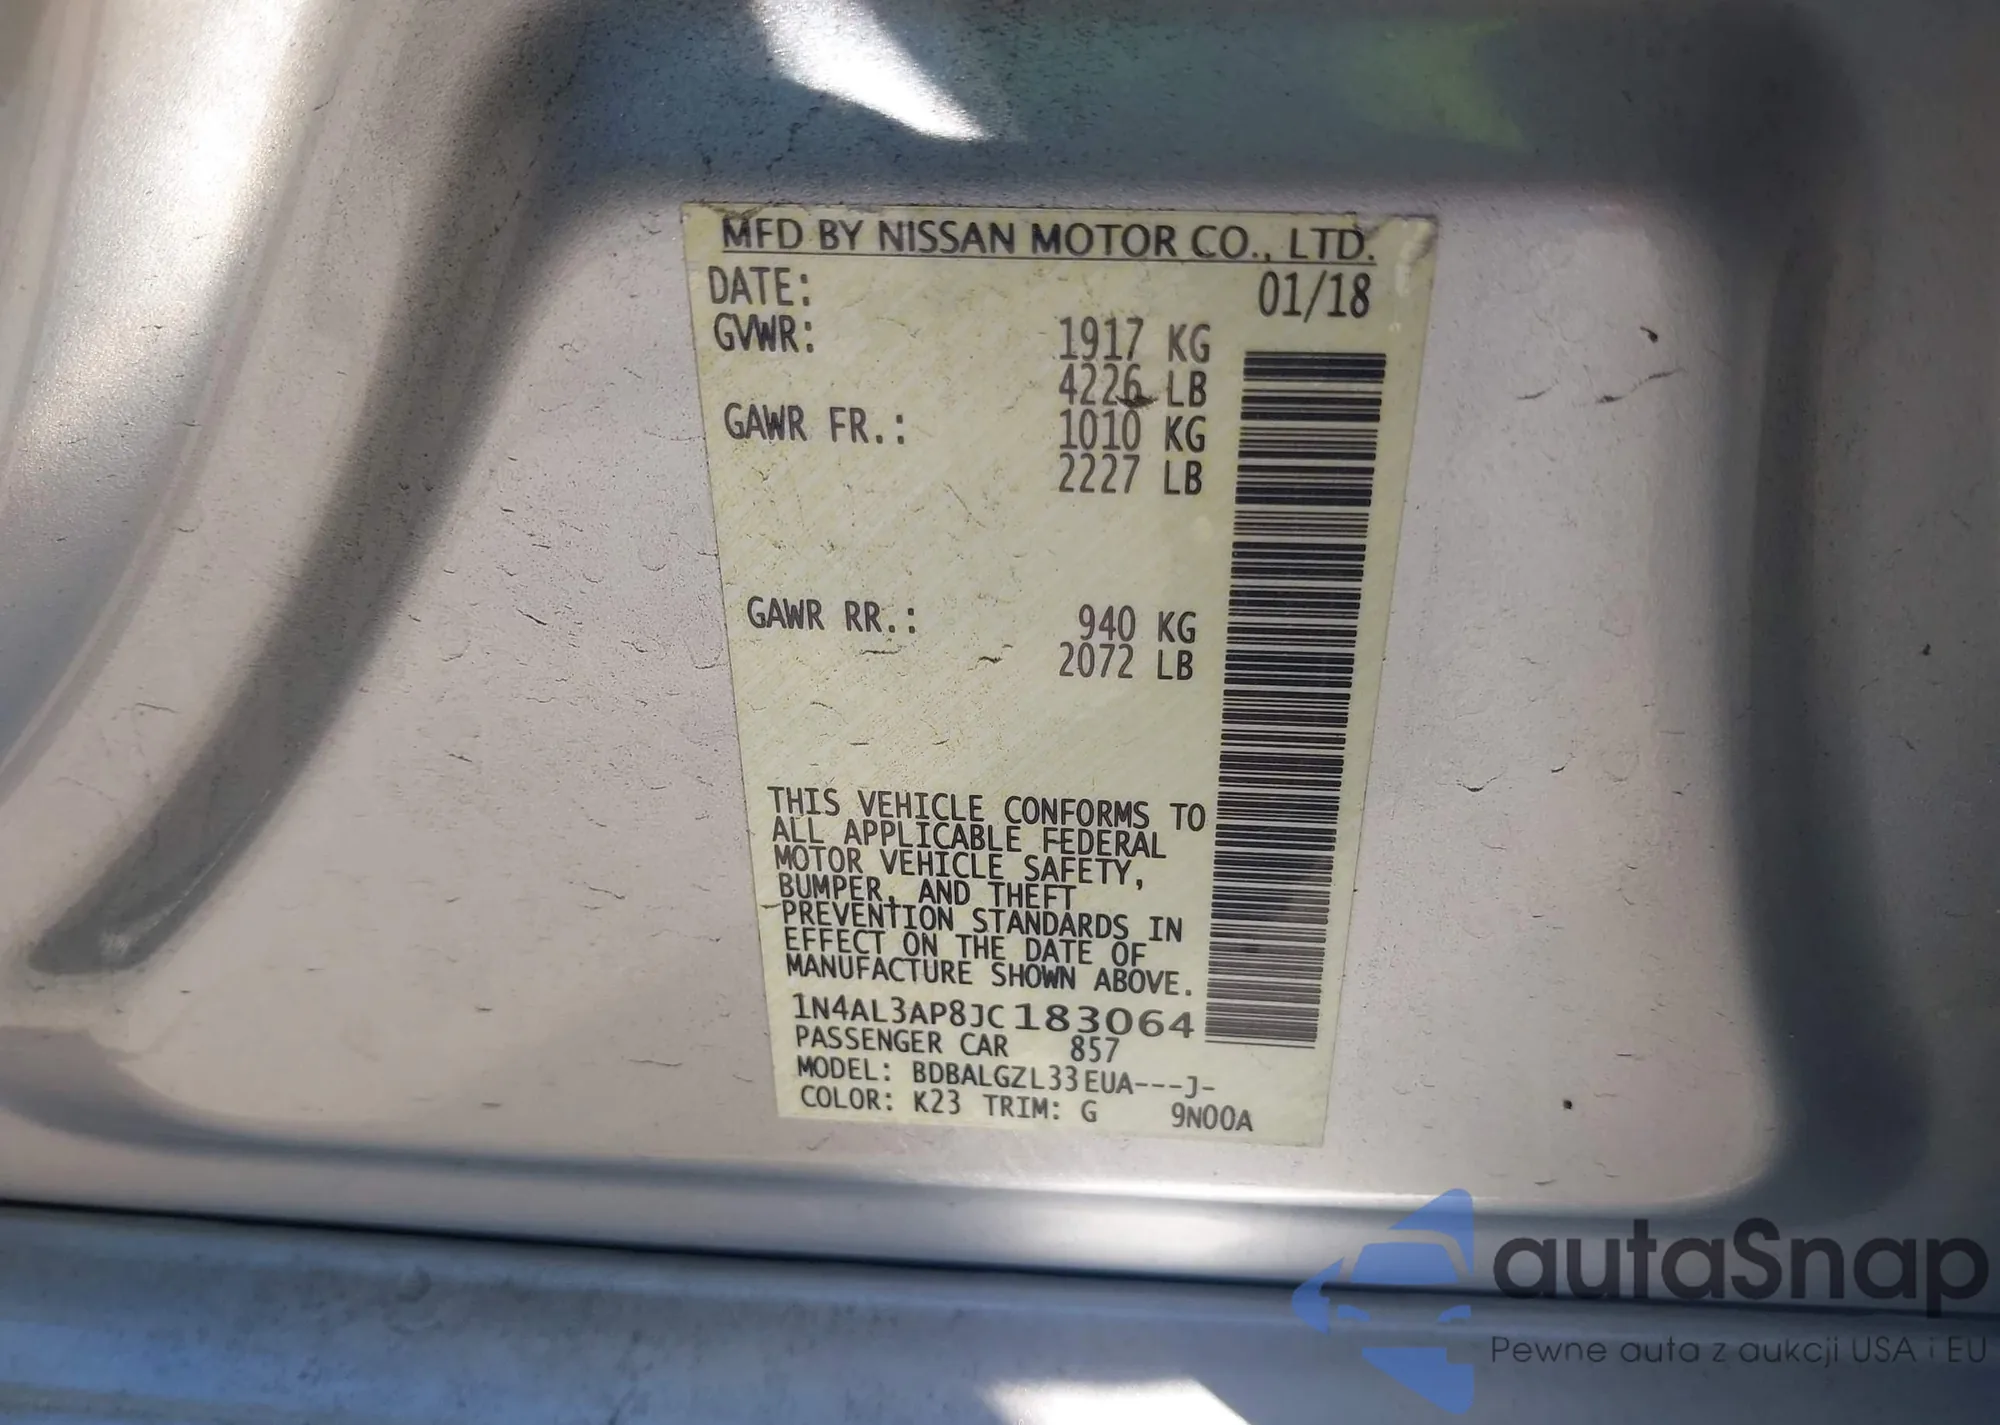 MFD BY NISSAN MOTOR CO., LTD.
DATE: 01/18
GVWR: 1917 KG
4226 LB
GAWR FR.: 1010 KG
2227 LB
GAWR RR.: 940 KG
2072 LB
THIS VEHICLE CONFORMS TO
ALL APPLICABLE FEDERAL
MOTOR VEHICLE SAFETY,
BUMPER, AND THEFT
PREVENTION STANDARDS IN
EFFECT ON THE DATE OF
MANUFACTURE SHOWN ABOVE.
1N4AL3AP8JC183064
PASSENGER CAR 857
MODEL: BDBALGZL33EUA---J-
COLOR: K23 TRIM: G 9N00A
autaSnap
Pewne auta z aukcji USA i EU